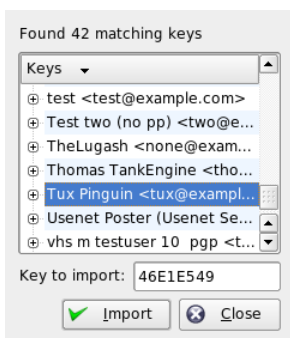 Found 42 matching keys
Keys
test <test@example.com>
Test two (no pp) <two@e...
TheLugash <none@exam...
Thomas TankEngine <tho...
Tux Pinguin <tux@exampl...
Usenet Poster (Usenet Se...
vhs m testuser 10 pgp <t...
Key to import: 46E1E549
Import Close